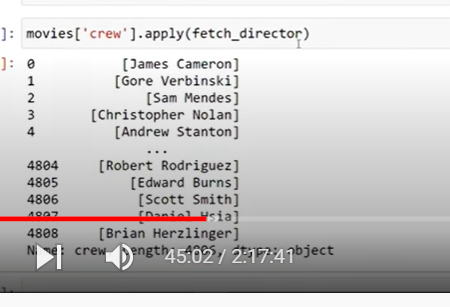 ]: movies['crew'].apply(fetch_director)
]: 0 [James Cameron]
1 [Gore Verbinski]
2 [Sam Mendes]
3 [Christopher Nolan]
4 [Andrew Stanton]
...
4804 [Robert Rodriguez]
4805 [Edward Burns]
4806 [Scott Smith]
4807 [Daniel Hsia]
4808 [Brian Herzlinger]
Name: crew, Length: 4806, dtype: object
45:02 / 2:17:41